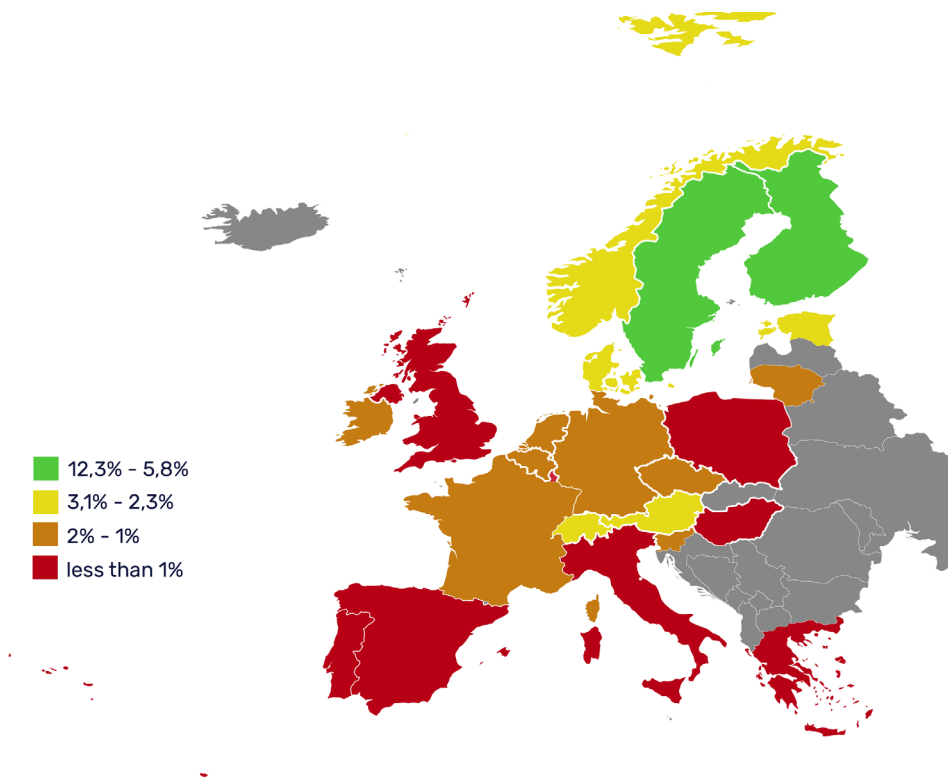 12,3% - 5,8%
3,1% - 2,3%
2% - 1%
less than 1%